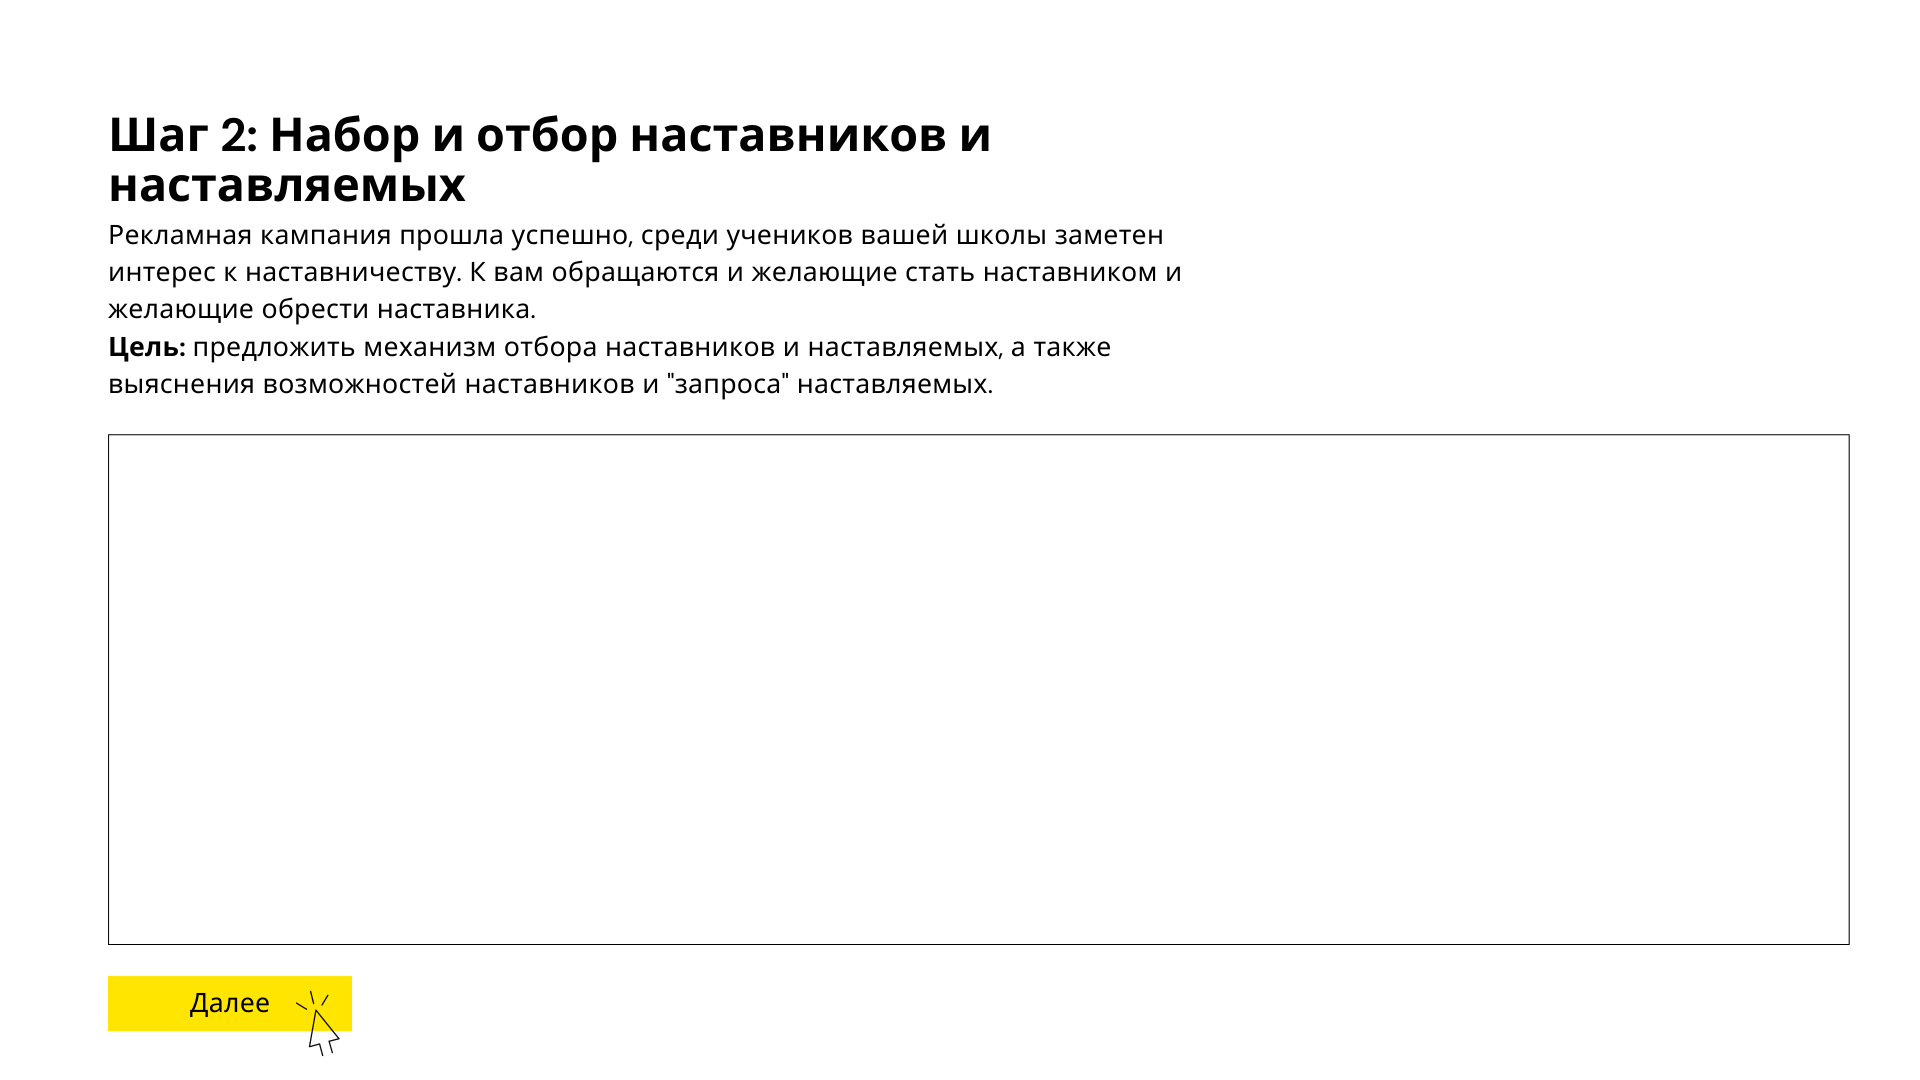 Шаг 2: Набор и отбор наставников и
наставляемых
Рекламная кампания прошла успешно, среди учеников вашей школы заметен
интерес к наставничеству. К вам обращаются и желающие стать наставником и
желающие обрести наставника.
Цель: предложить механизм отбора наставников и наставляемых, а также
выяснения возможностей наставников и "запроса" наставляемых.
Далее